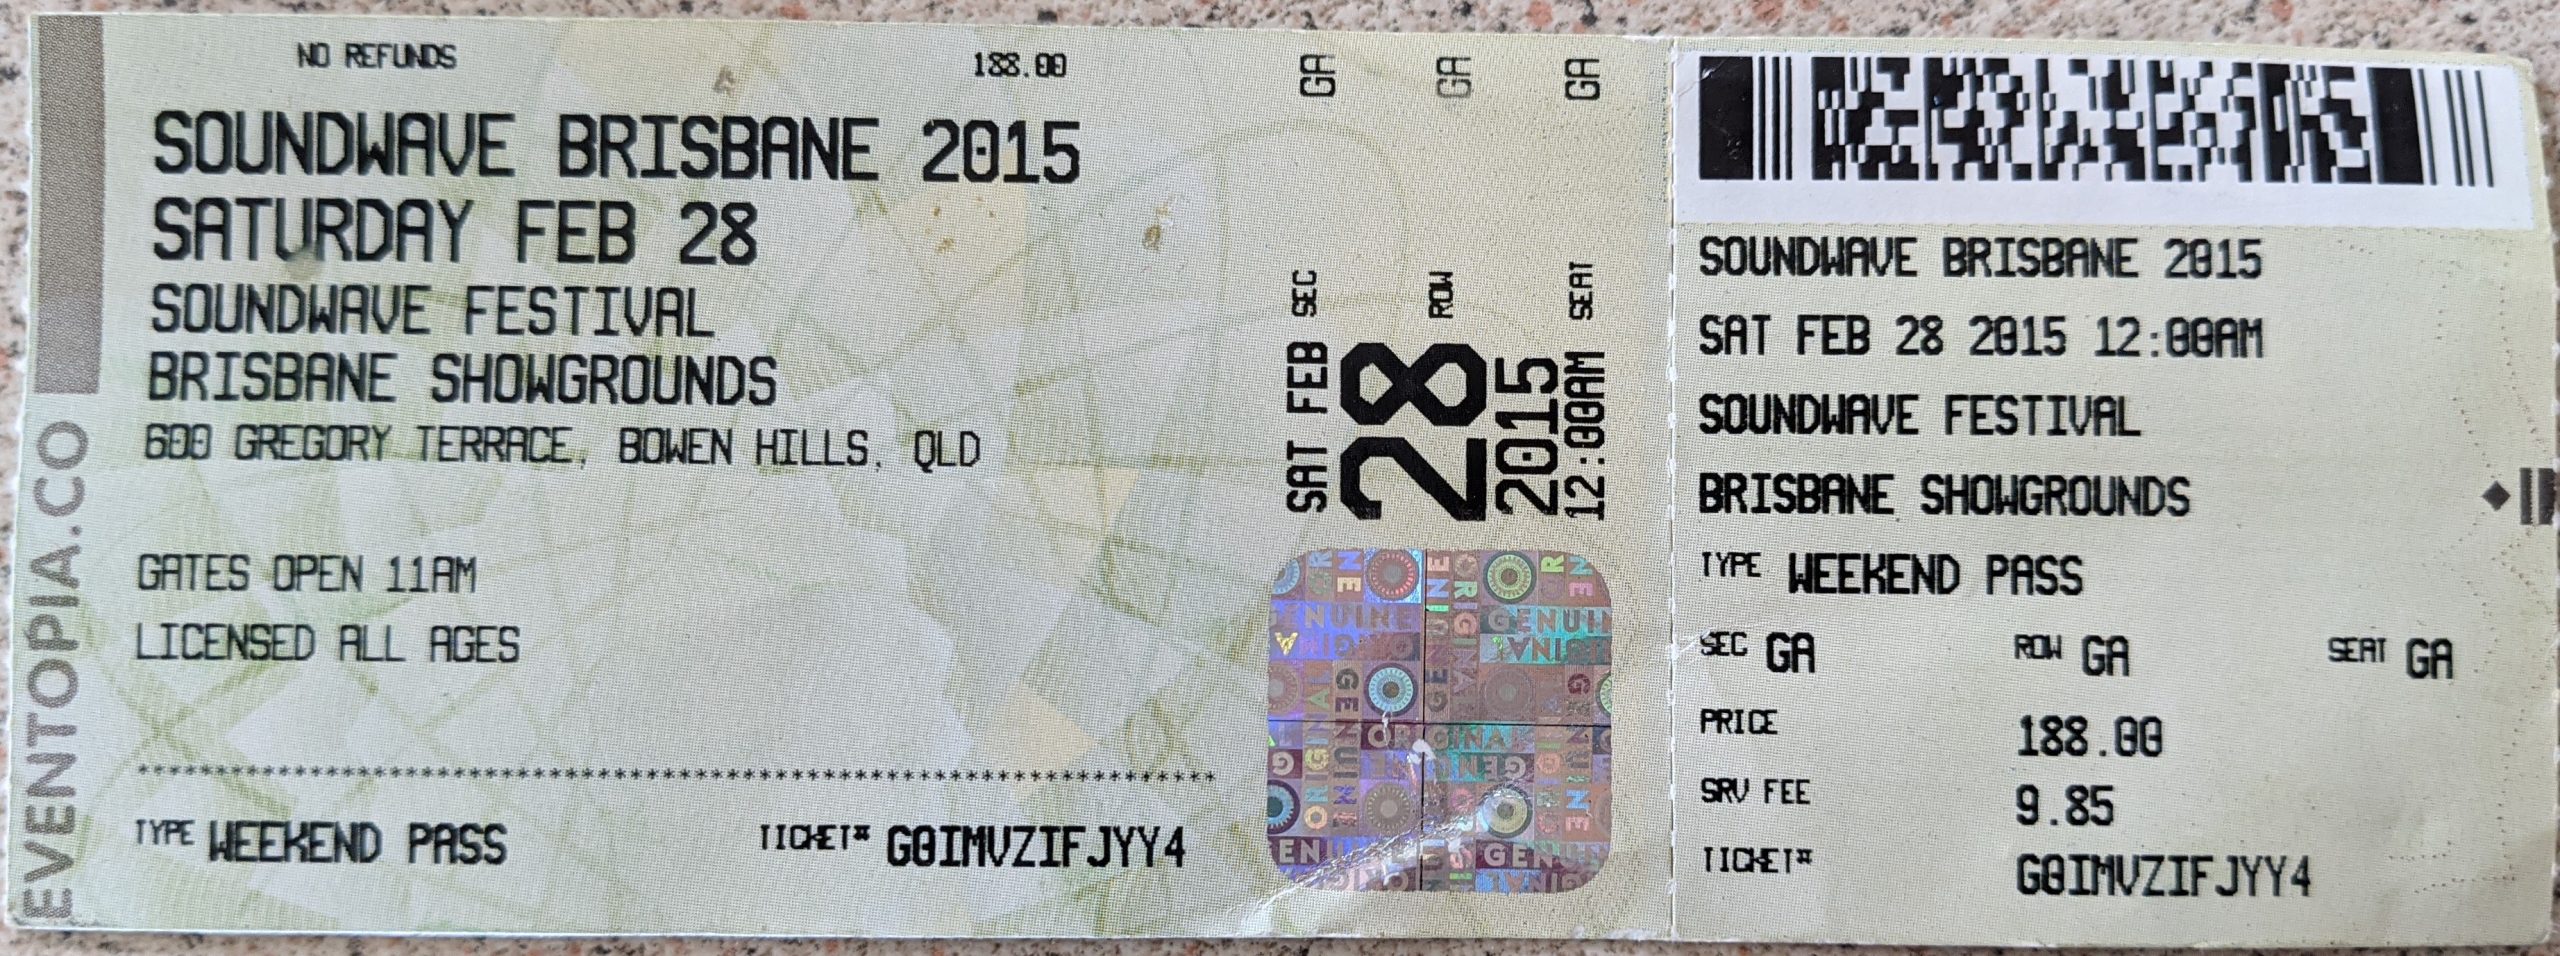 EVENTOPIA.CO
NO REFUNDS 188.00
SOUNDWAVE BRISBANE 2015
SATURDAY FEB 28
SOUNDWAVE FESTIVAL
BRISBANE SHOWGROUNDS
600 GREGORY TERRACE, BOWEN HILLS, QLD
GATES OPEN 11AM
LICENSED ALL AGES
****************************************************************************************
TYPE WEEKEND PASS TICKET# G0IMVZIFJYY4
SEC GA
ROW GA
SEAT GA
SAT FEB
28
2015
12:00AM
GENUINE
ORIGINAL
SOUNDWAVE BRISBANE 2015
SAT FEB 28 2015 12:00AM
SOUNDWAVE FESTIVAL
BRISBANE SHOWGROUNDS
TYPE WEEKEND PASS
SEC GA ROW GA SEAT GA
PRICE 188.00
SRV FEE 9.85
TICKET# G0IMVZIFJYY4